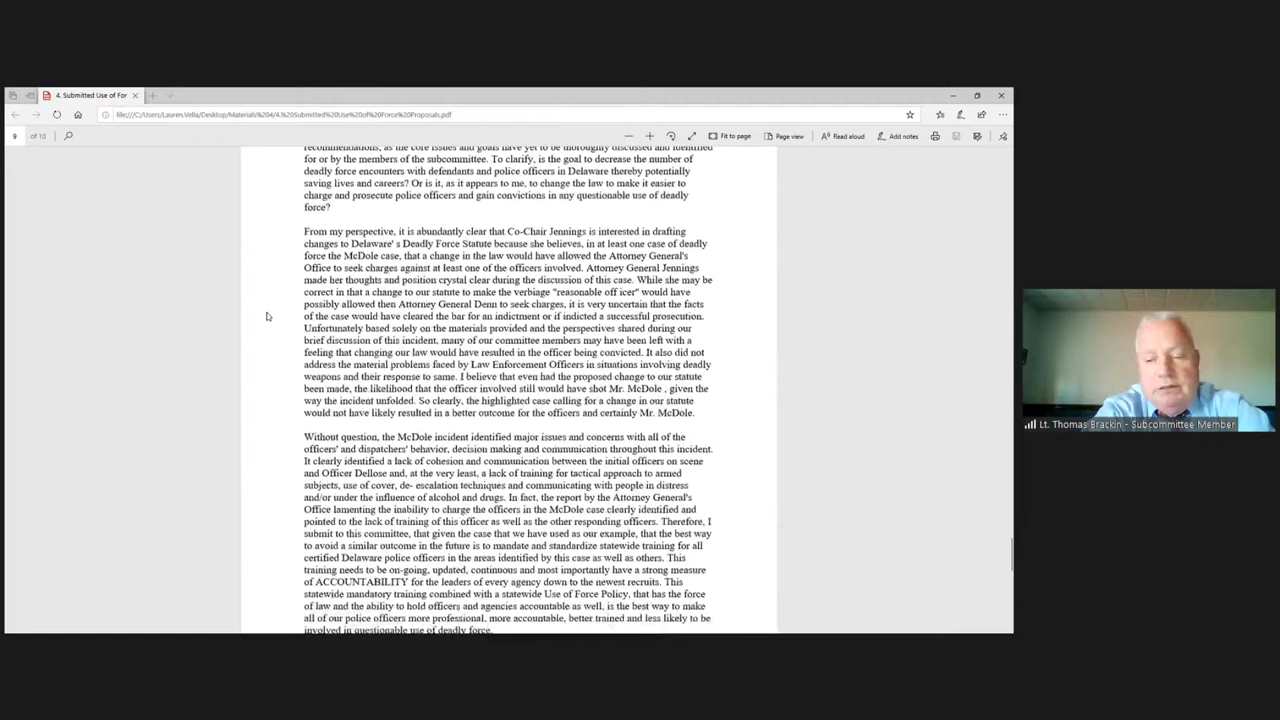 4. Submitted Use of For
file:///C:/Users/Lauren.Vella/Desktop/Materials%204/4.%20Submitted%20Use%20of%20Force%20Proposals.pdf
9 of 10
Fit to page
Page view
Read aloud
Add notes
recommendations, as the core issues and goals have yet to be thoroughly discussed and identified
for or by the members of the subcommittee. To clarify, is the goal to decrease the number of
deadly force encounters with defendants and police officers in Delaware thereby potentially
saving lives and careers? Or is it, as it appears to me, to change the law to make it easier to
charge and prosecute police officers and gain convictions in any questionable use of deadly
force?
From my perspective, it is abundantly clear that Co-Chair Jennings is interested in drafting
changes to Delaware' s Deadly Force Statute because she believes, in at least one case of deadly
force the McDole case, that a change in the law would have allowed the Attorney General's
Office to seek charges against at least one of the officers involved. Attorney General Jennings
made her thoughts and position crystal clear during the discussion of this case. While she may be
correct in that a change to our statute to make the verbiage "reasonable off icer" would have
possibly allowed then Attorney General Denn to seek charges, it is very uncertain that the facts
of the case would have cleared the bar for an indictment or if indicted a successful prosecution.
Unfortunately based solely on the materials provided and the perspectives shared during our
brief discussion of this incident, many of our committee members may have been left with a
feeling that changing our law would have resulted in the officer being convicted. It also did not
address the material problems faced by Law Enforcement Officers in situations involving deadly
weapons and their response to same. I believe that even had the proposed change to our statute
been made, the likelihood that the officer involved still would have shot Mr. McDole , given the
way the incident unfolded. So clearly, the highlighted case calling for a change in our statute
would not have likely resulted in a better outcome for the officers and certainly Mr. McDole.
Without question, the McDole incident identified major issues and concerns with all of the
officers' and dispatchers' behavior, decision making and communication throughout this incident.
It clearly identified a lack of cohesion and communication between the initial officers on scene
and Officer Dellose and, at the very least, a lack of training for tactical approach to armed
subjects, use of cover, de- escalation techniques and communicating with people in distress
and/or under the influence of alcohol and drugs. In fact, the report by the Attorney General's
Office lamenting the inability to charge the officers in the McDole case clearly identified and
pointed to the lack of training of this officer as well as the other responding officers. Therefore, I
submit to this committee, that given the case that we have used as our example, that the best way
to avoid a similar outcome in the future is to mandate and standardize statewide training for all
certified Delaware police officers in the areas identified by this case as well as others. This
training needs to be on-going, updated, continuous and most importantly have a strong measure
of ACCOUNTABILITY for the leaders of every agency down to the newest recruits. This
statewide mandatory training combined with a statewide Use of Force Policy, that has the force
of law and the ability to hold officers and agencies accountable as well, is the best way to make
all of our police officers more professional, more accountable, better trained and less likely to be
involved in questionable use of deadly force.
Lt. Thomas Brackin - Subcommittee Member